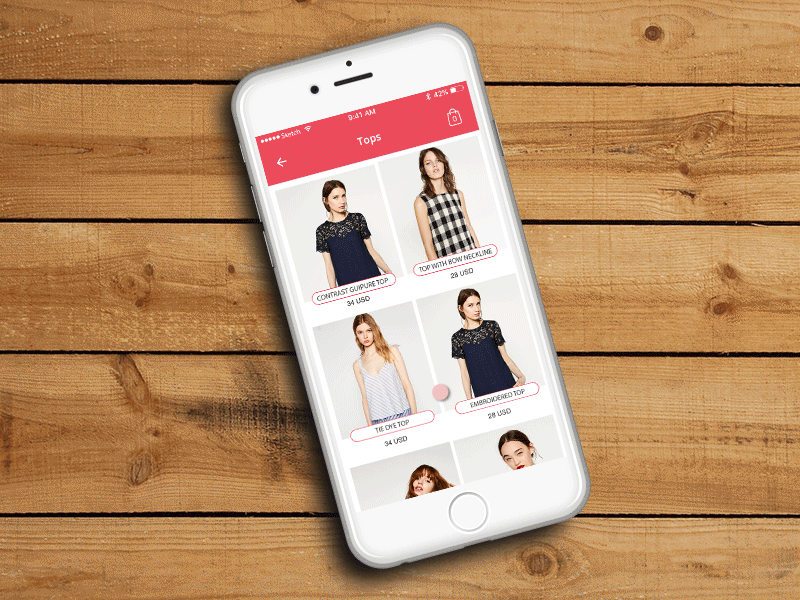 Sketch 9:41 AM 42%
Tops
0
CONTRAST GUIPURE TOP
34 USD
TOP WITH BOW NECKLINE
28 USD
TIE DYE TOP
34 USD
EMBROIDERED TOP
28 USD